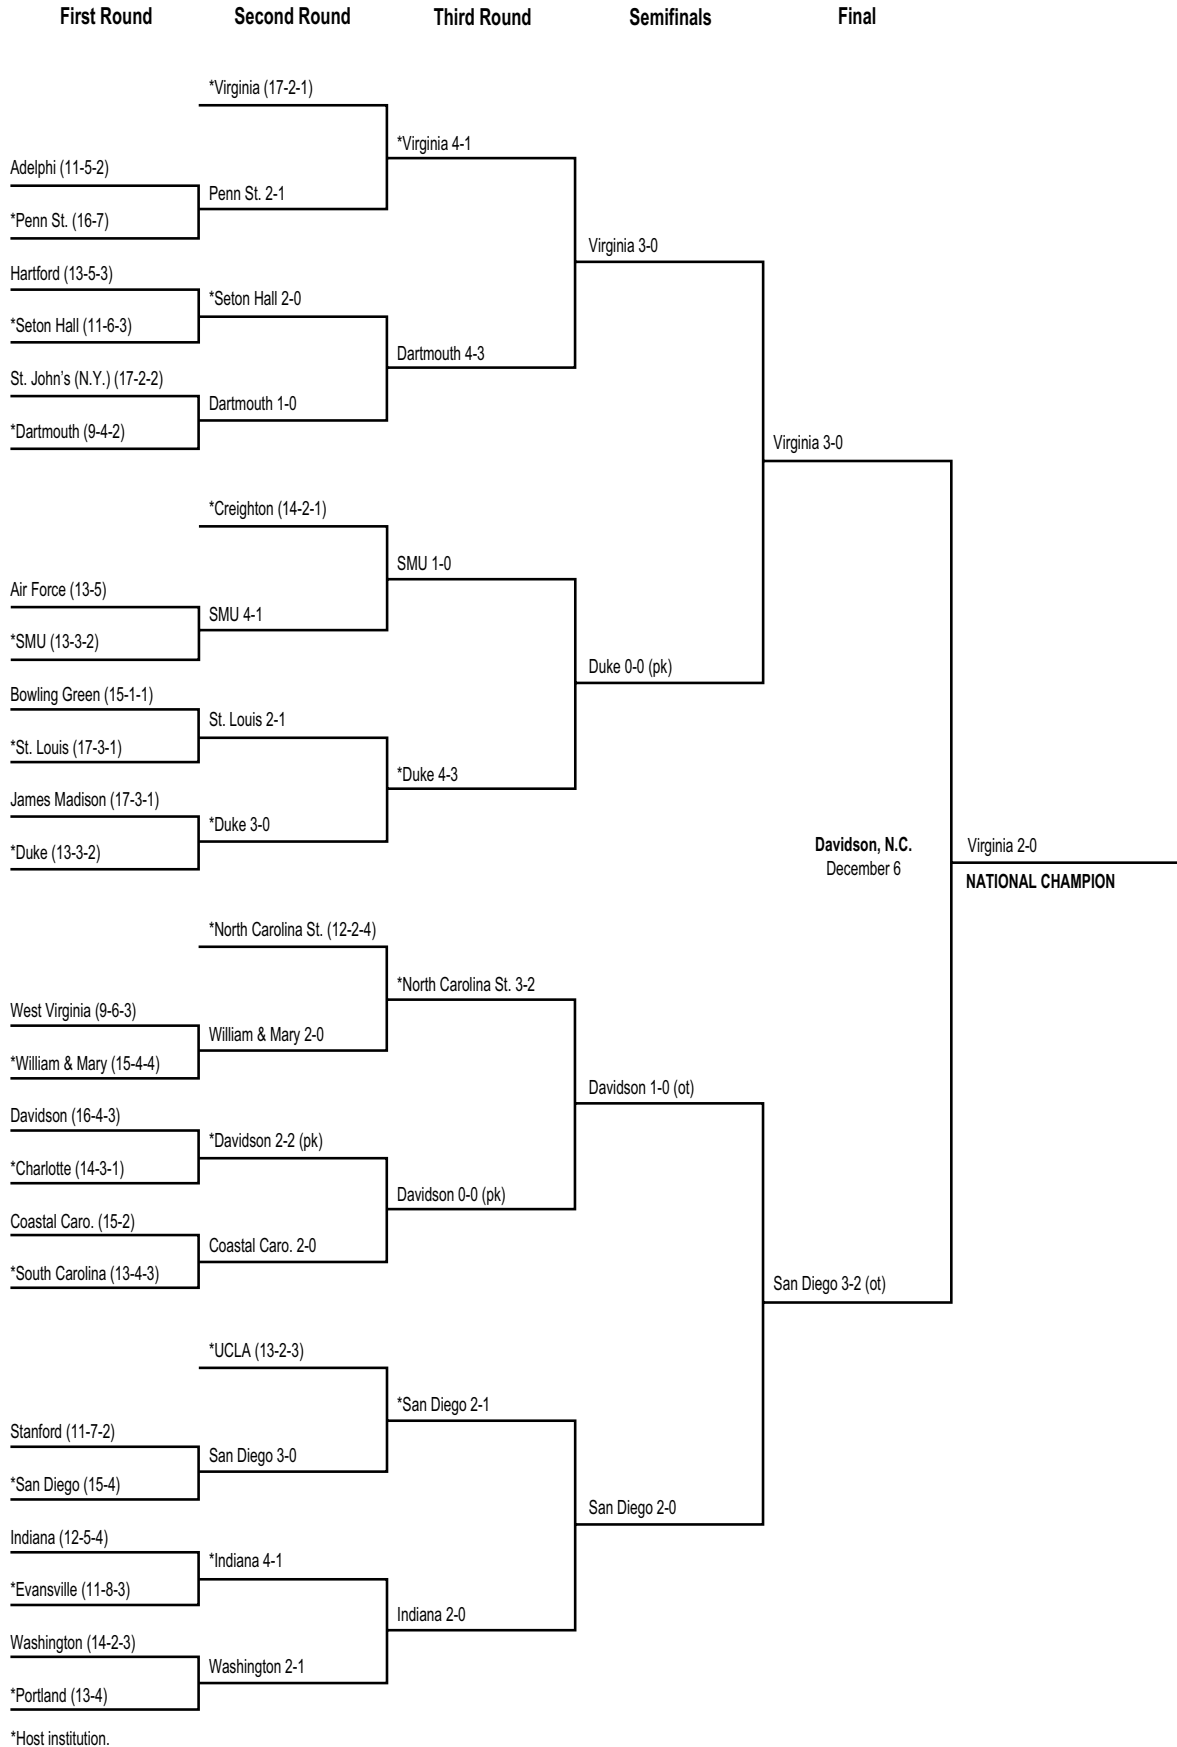 First Round
Second Round
Third Round
Semifinals
Final
*Virginia (17-2-1)
*Virginia 4-1
Adelphi (11-5-2)
Penn St. 2-1
*Penn St. (16-7)
Virginia 3-0
Hartford (13-5-3)
*Seton Hall 2-0
*Seton Hall (11-6-3)
Dartmouth 4-3
St. John’s (N.Y.) (17-2-2)
Dartmouth 1-0
*Dartmouth (9-4-2)
Virginia 3-0
*Creighton (14-2-1)
SMU 1-0
Air Force (13-5)
SMU 4-1
*SMU (13-3-2)
Duke 0-0 (pk)
Bowling Green (15-1-1)
St. Louis 2-1
*St. Louis (17-3-1)
*Duke 4-3
James Madison (17-3-1)
*Duke 3-0
*Duke (13-3-2)
Davidson, N.C.
December 6
Virginia 2-0
NATIONAL CHAMPION
*North Carolina St. (12-2-4)
*North Carolina St. 3-2
West Virginia (9-6-3)
William & Mary 2-0
*William & Mary (15-4-4)
Davidson 1-0 (ot)
Davidson (16-4-3)
*Davidson 2-2 (pk)
*Charlotte (14-3-1)
Davidson 0-0 (pk)
Coastal Caro. (15-2)
Coastal Caro. 2-0
*South Carolina (13-4-3)
San Diego 3-2 (ot)
*UCLA (13-2-3)
*San Diego 2-1
Stanford (11-7-2)
San Diego 3-0
*San Diego (15-4)
San Diego 2-0
Indiana (12-5-4)
*Indiana 4-1
*Evansville (11-8-3)
Indiana 2-0
Washington (14-2-3)
Washington 2-1
*Portland (13-4)
*Host institution.